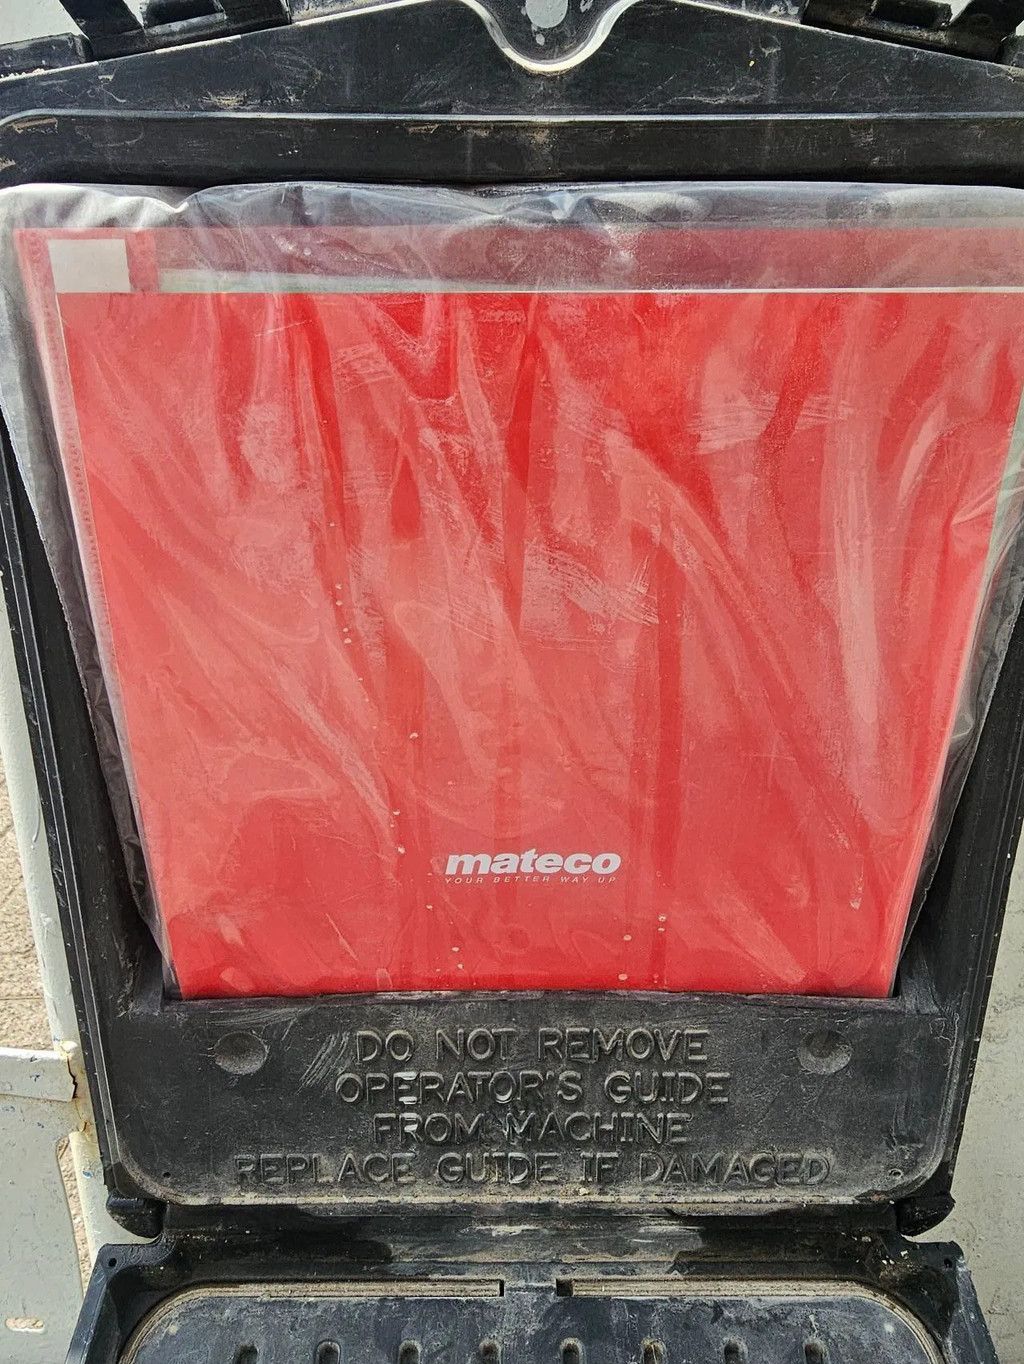 mateco
YOUR BETTER WAY UP
DO NOT REMOVE
OPERATOR'S GUIDE
FROM MACHINE
REPLACE GUIDE IF DAMAGED